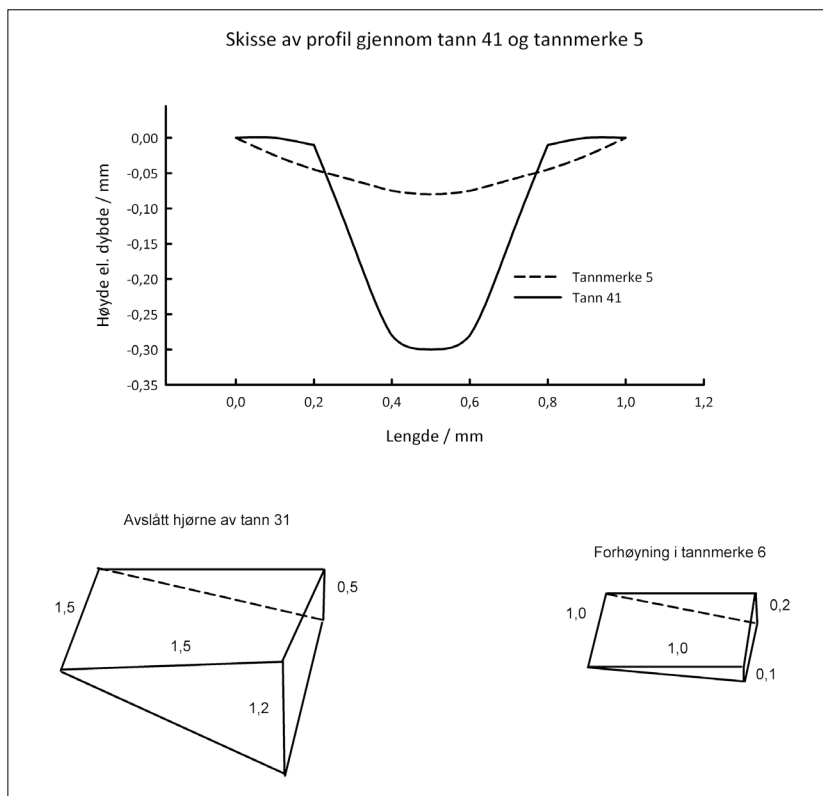 Skisse av profil gjennom tann 41 og tannmerke 5
Høyde el. dybde / mm
0,00
-0,05
-0,10
-0,15
-0,20
-0,25
-0,30
-0,35
Tannmerke 5
Tann 41
0,0 0,2 0,4 0,6 0,8 1,0 1,2
Lengde / mm
Avslått hjørne av tann 31
1,5
1,5
0,5
1,2
Forhøyning i tannmerke 6
1,0
1,0
0,2
0,1